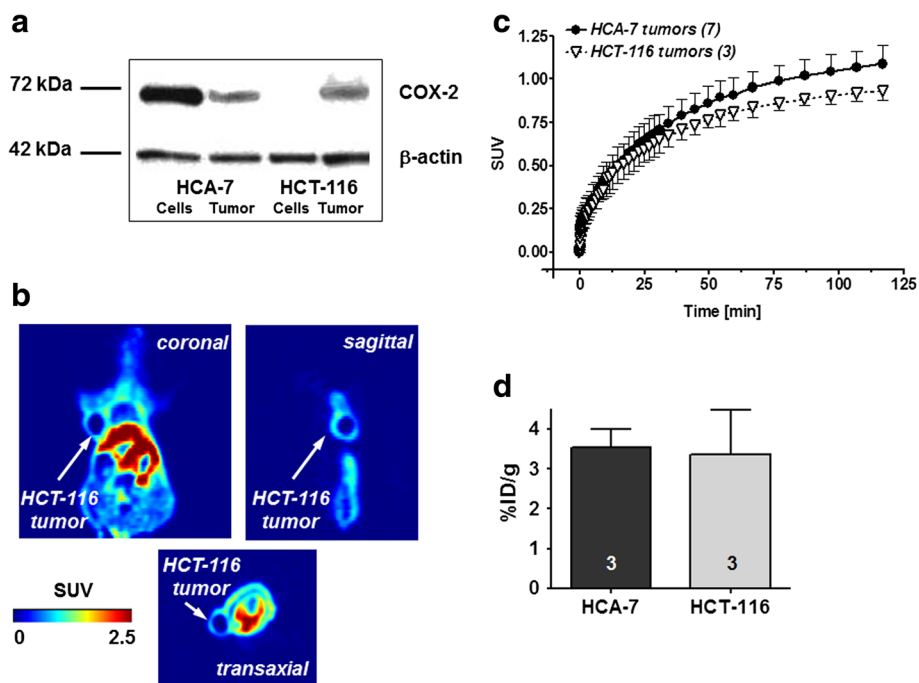 a
72 kDa
COX-2
42 kDa
β-actin
HCA-7 HCT-116
Cells Tumor Cells Tumor
b
coronal
HCT-116
tumor
sagittal
HCT-116
tumor
HCT-116
tumor
transaxial
SUV
0 2.5
c
HCA-7 tumors (7)
HCT-116 tumors (3)
1.25
1.00
0.75
0.50
0.25
0.00
SUV
0 25 50 75 100 125
Time [min]
d
4
3
2
1
0
%ID/g
3 3
HCA-7 HCT-116